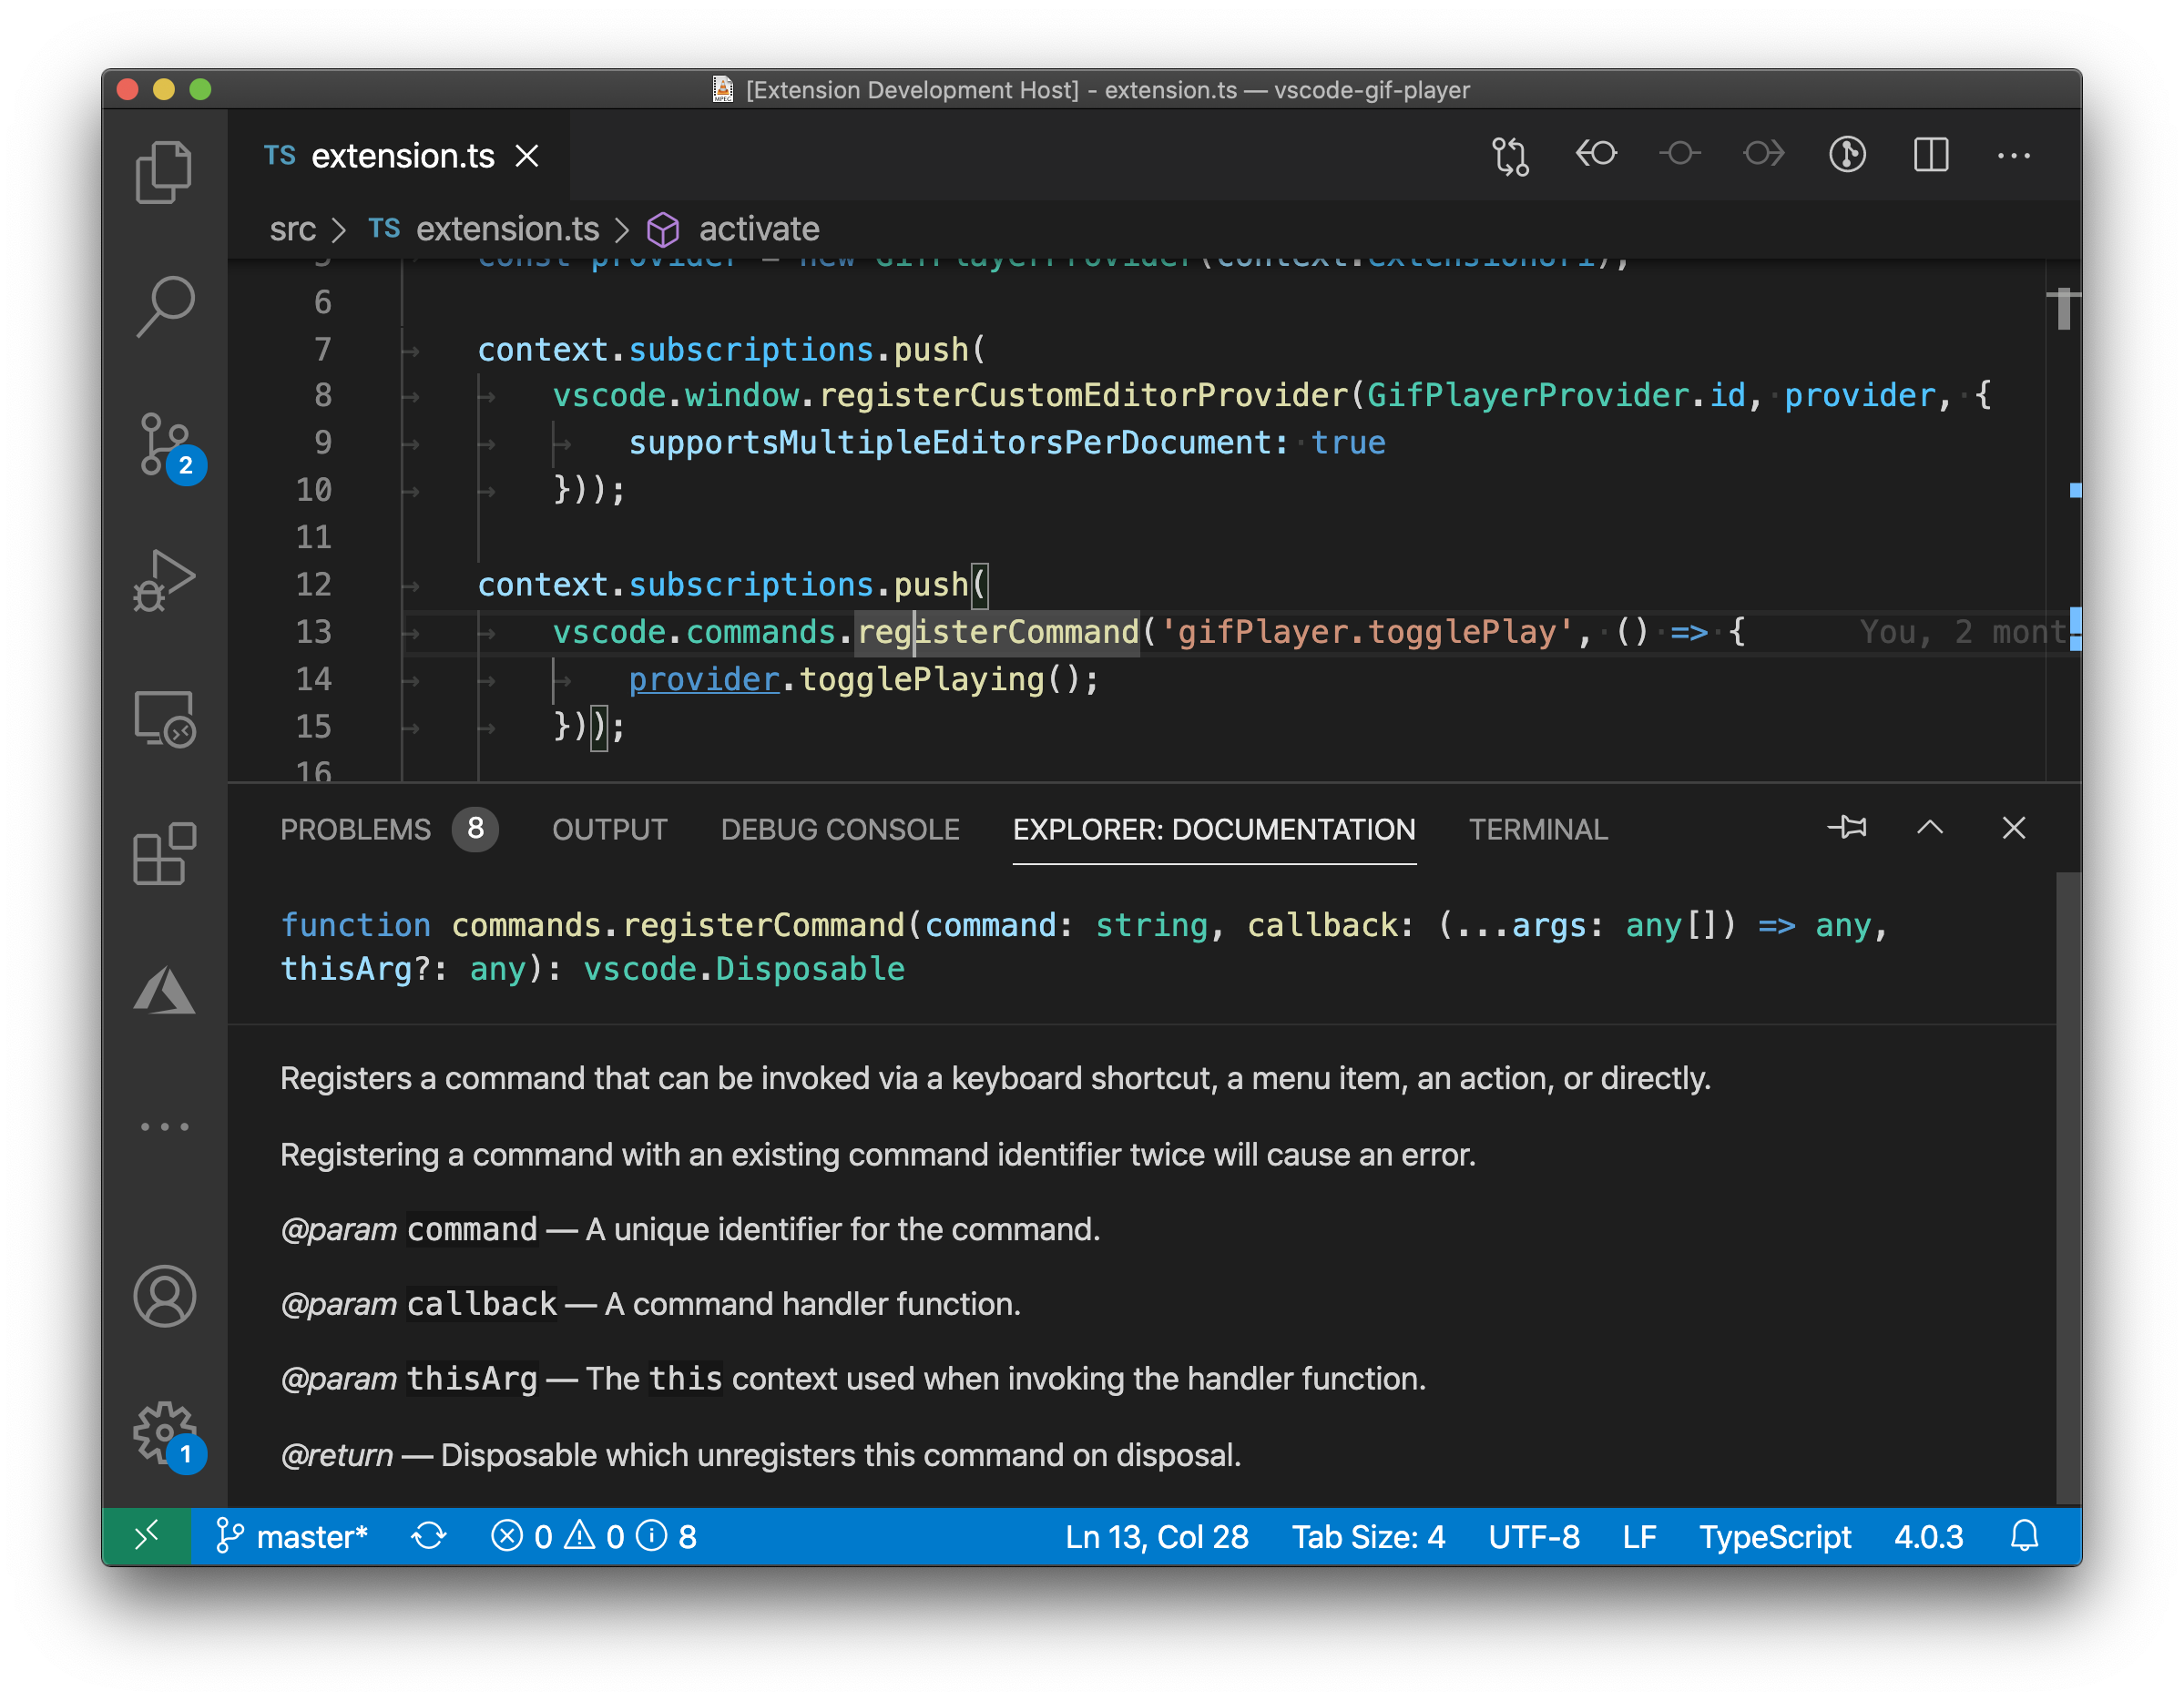 [Extension Development Host] - extension.ts — vscode-gif-player
TS extension.ts
src > TS extension.ts > activate
5 const provider = new GifPlayerProvider(context.extensionUri);
6
7 context.subscriptions.push(
8 vscode.window.registerCustomEditorProvider(GifPlayerProvider.id, provider, {
9 supportsMultipleEditorsPerDocument: true
10 }));
11
12 context.subscriptions.push(
13 vscode.commands.registerCommand('gifPlayer.togglePlay', () => { You, 2 mont
14 provider.togglePlaying();
15 }));
16
2
PROBLEMS 8 OUTPUT DEBUG CONSOLE EXPLORER: DOCUMENTATION TERMINAL
function commands.registerCommand(command: string, callback: (...args: any[]) => any,
thisArg?: any): vscode.Disposable
Registers a command that can be invoked via a keyboard shortcut, a menu item, an action, or directly.
Registering a command with an existing command identifier twice will cause an error.
@param command — A unique identifier for the command.
@param callback — A command handler function.
@param thisArg — The this context used when invoking the handler function.
@return — Disposable which unregisters this command on disposal.
1
master* 0 0 8 Ln 13, Col 28 Tab Size: 4 UTF-8 LF TypeScript 4.0.3